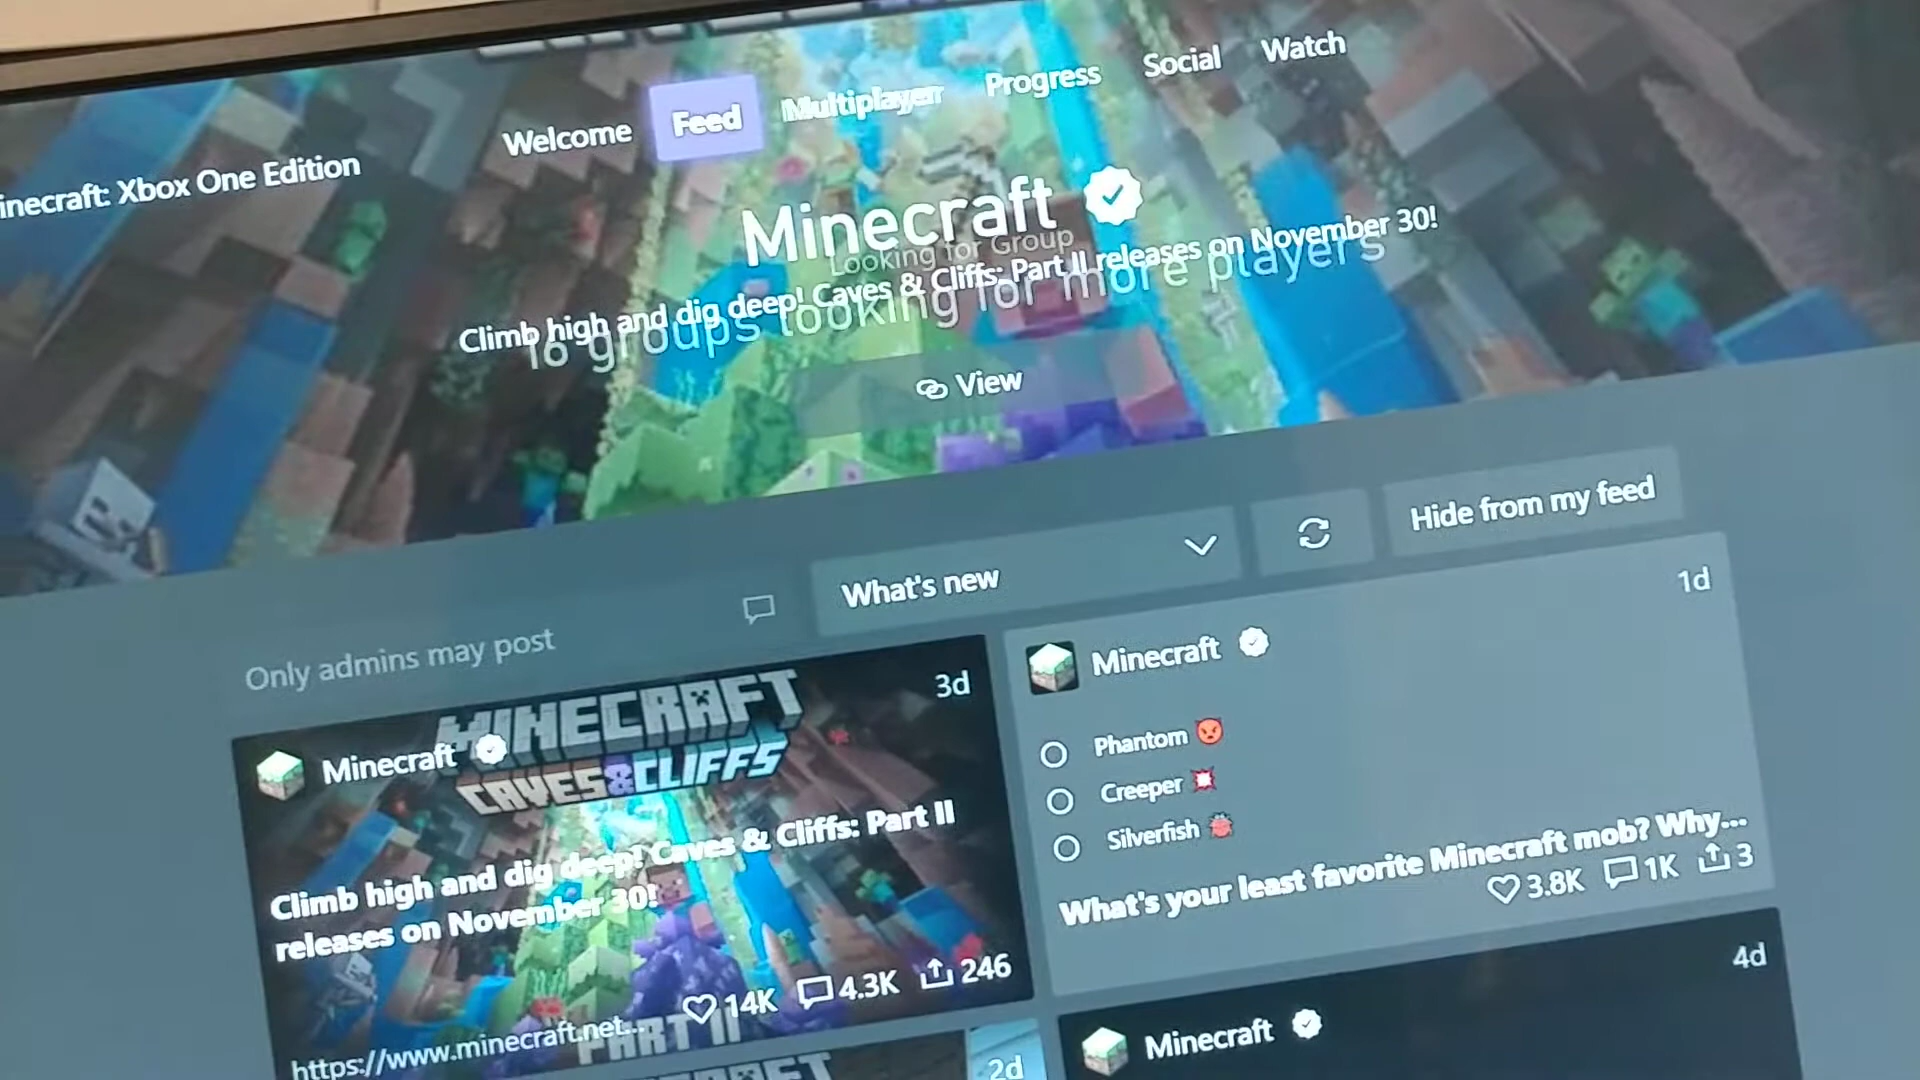 inecraft: Xbox One Edition
Welcome
Feed
Multiplayer
Progress
Social
Watch
Minecraft
Looking for Group
Climb high and dig deep! Caves & Cliffs: Part II releases on November 30!
16 groups looking for more players
View
Only admins may post
What's new
Hide from my feed
MINECRAFT
CAVES&CLIFFS
3d
Minecraft
Climb high and dig deep! Caves & Cliffs: Part II
releases on November 30!
14K
4.3K
246
https://www.minecraft.net...
PART II
2d
1d
Minecraft
Phantom 😡
Creeper 💥
Silverfish 🐞
What's your least favorite Minecraft mob? Why...
3.8K
1K
3
4d
Minecraft